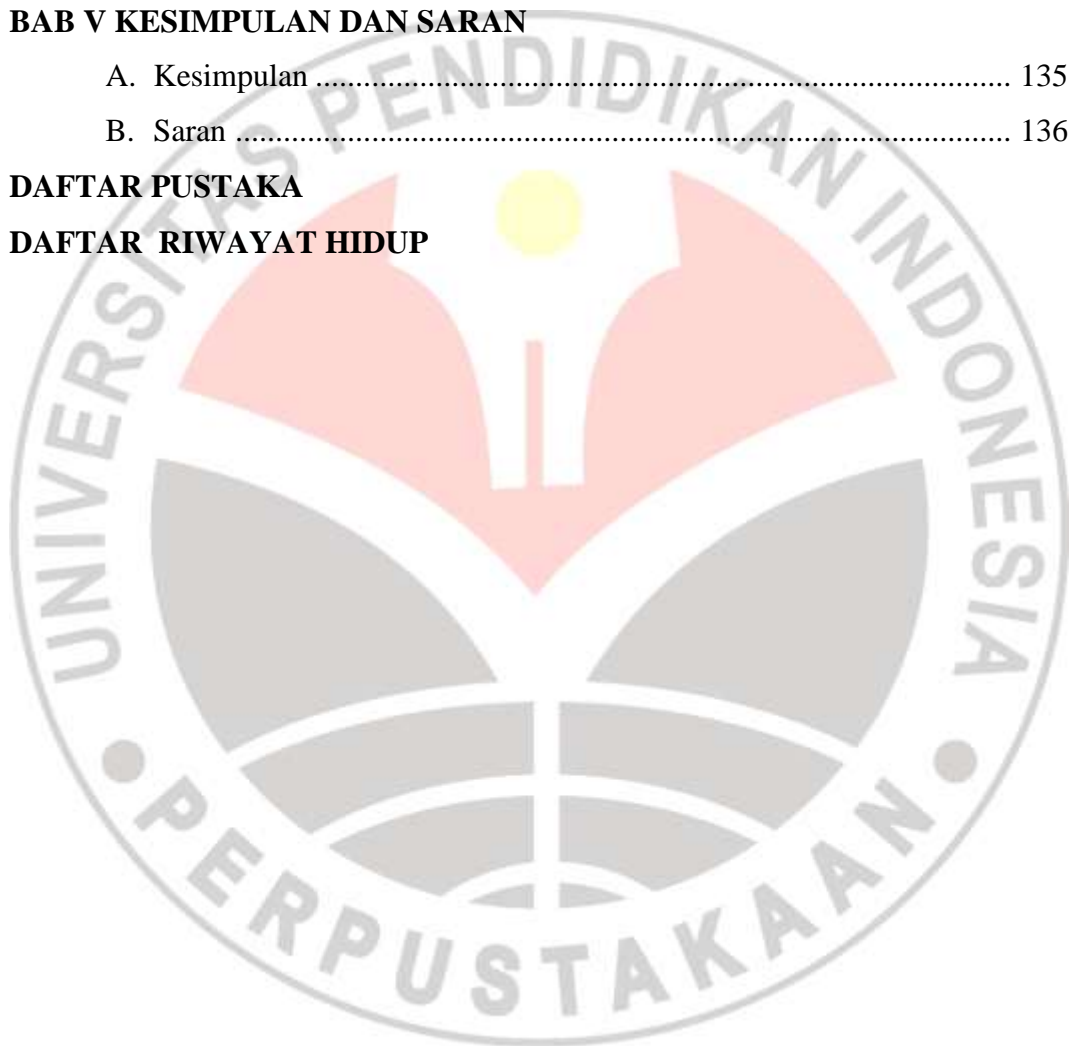 BAB V KESIMPULAN DAN SARAN
A. Kesimpulan ........................................................................................ 135
B. Saran .................................................................................................. 136
DAFTAR PUSTAKA
DAFTAR RIWAYAT HIDUP
UNIVERSITAS PENDIDIKAN INDONESIA
PERPUSTAKAAN